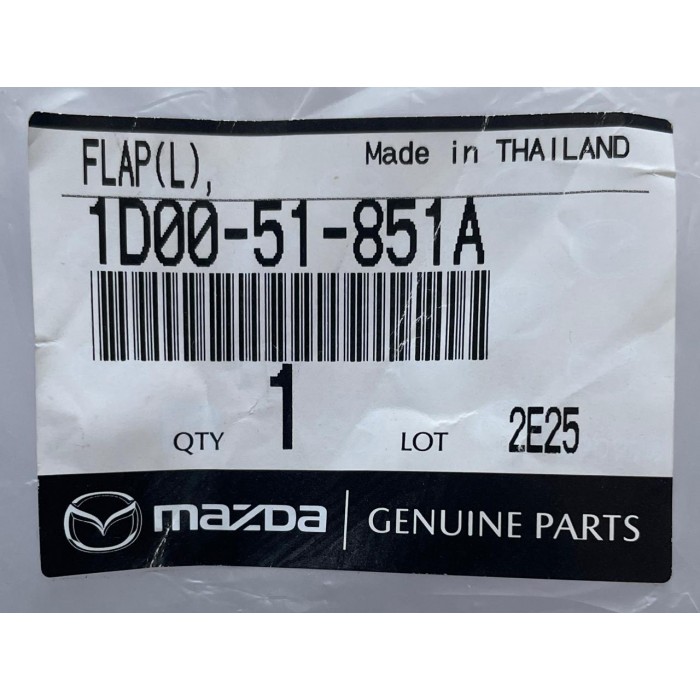 FLAP(L), Made in THAILAND
1D00-51-851A
QTY 1 LOT 2E25
mazda GENUINE PARTS